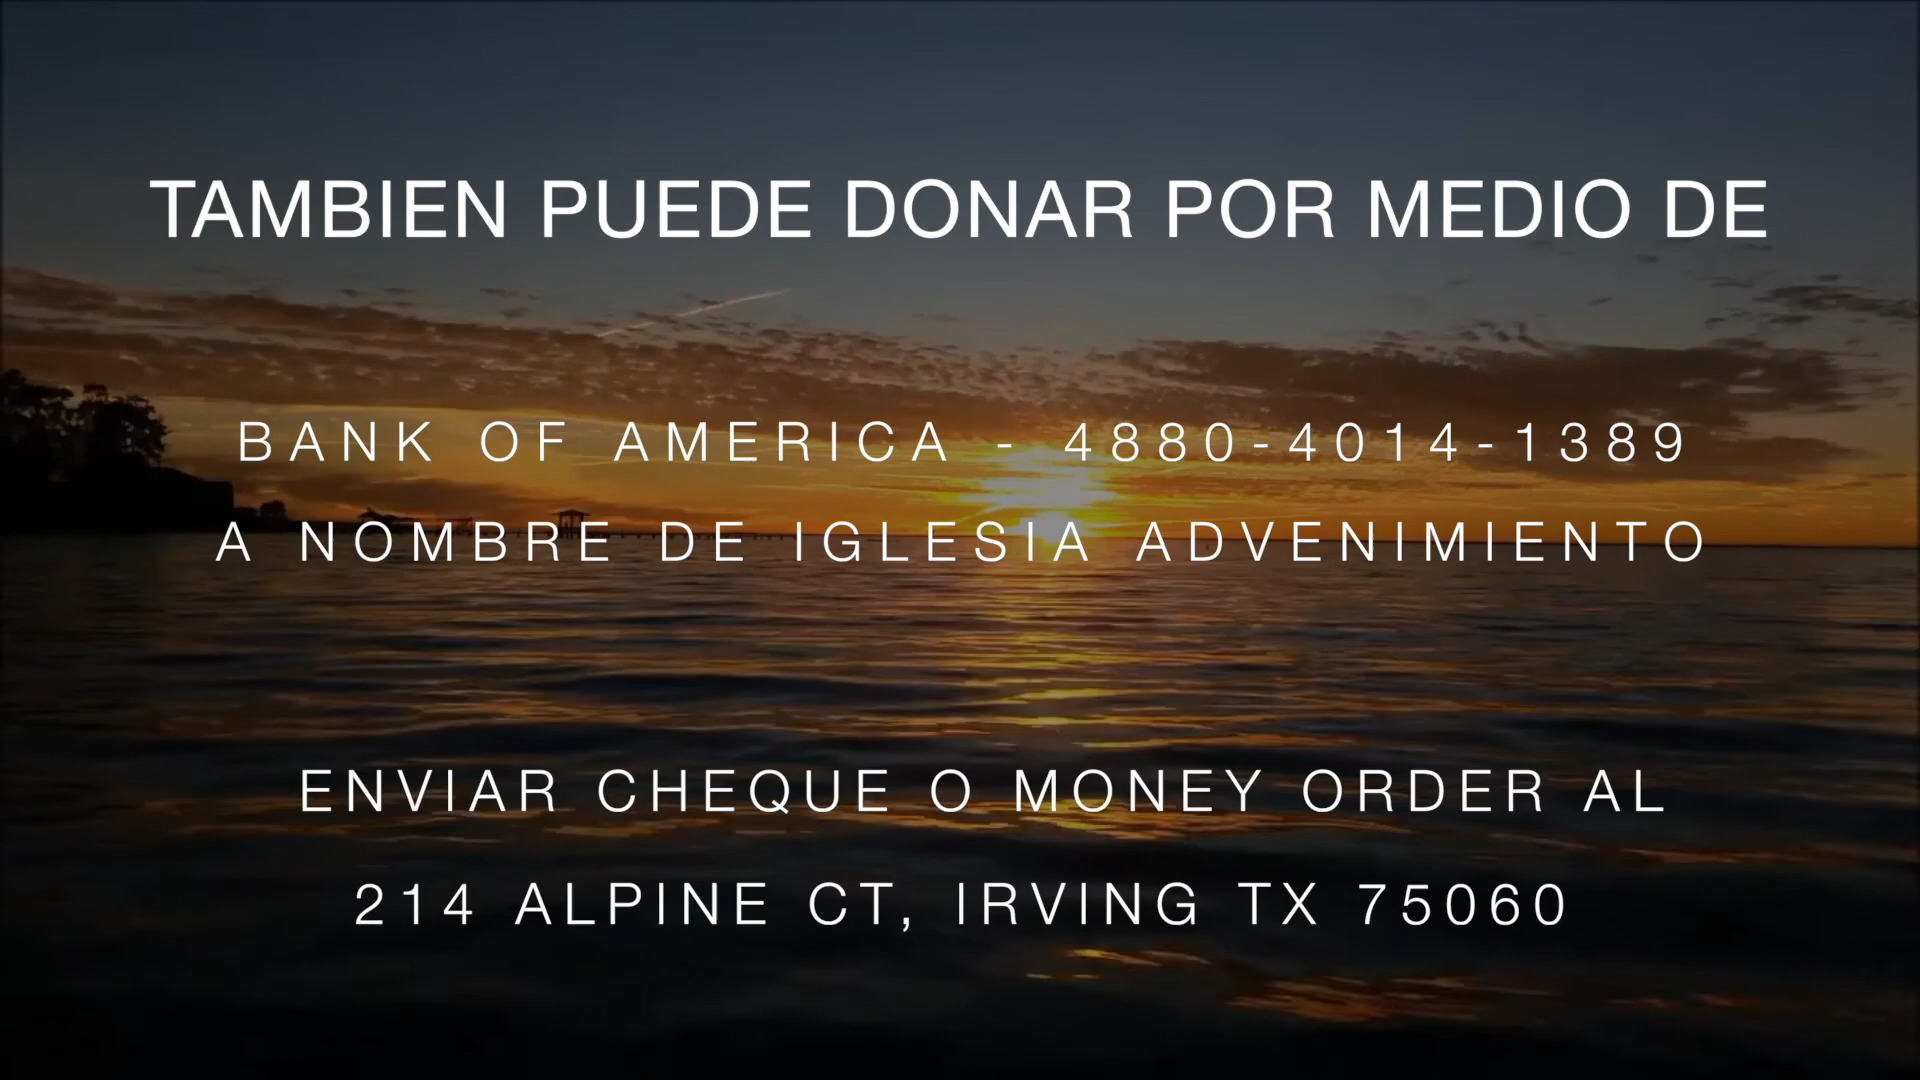 TAMBIEN PUEDE DONAR POR MEDIO DE
BANK OF AMERICA - 4880-4014-1389
A NOMBRE DE IGLESIA ADVENIMIENTO
ENVIAR CHEQUE O MONEY ORDER AL
214 ALPINE CT, IRVING TX 75060